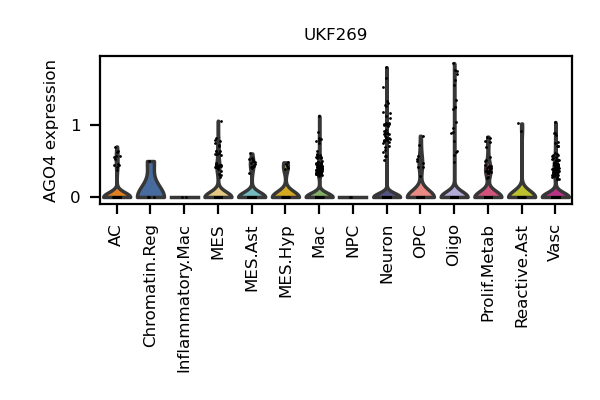 UKF269
AGO4 expression
1
0
AC
Chromatin.Reg
Inflammatory.Mac
MES
MES.Ast
MES.Hyp
Mac
NPC
Neuron
OPC
Oligo
Prolif.Metab
Reactive.Ast
Vasc